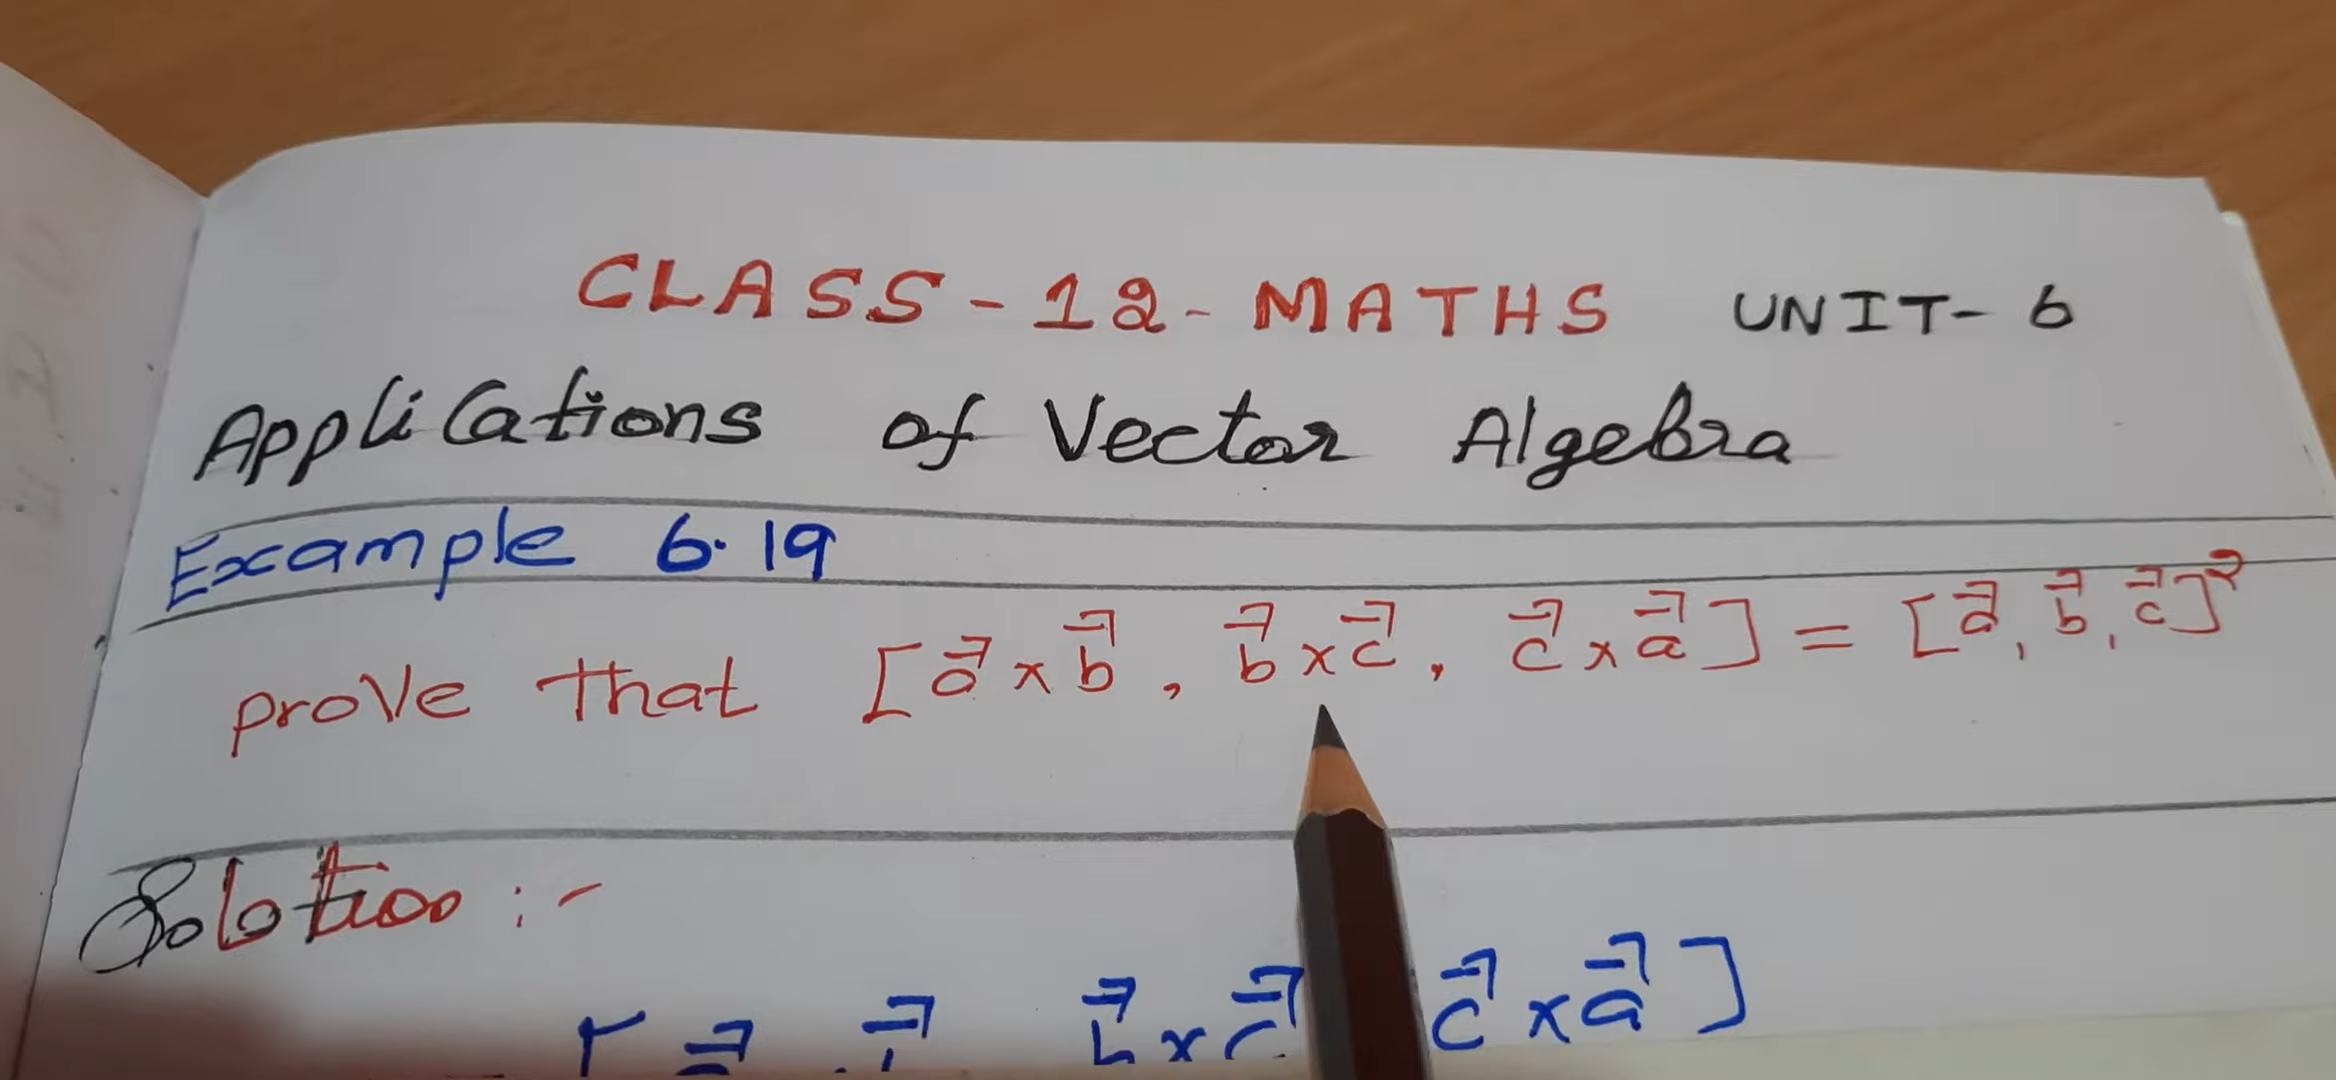 CLASS - 12 - MATHS UNIT - 6
Applications of Vector Algebra
Example 6.19
prove that [a⃗ × b⃗, b⃗ × c⃗, c⃗ × a⃗] = [a⃗, b⃗, c⃗]²
Solution :-
b⃗ × c⃗ c⃗ × a⃗ ]